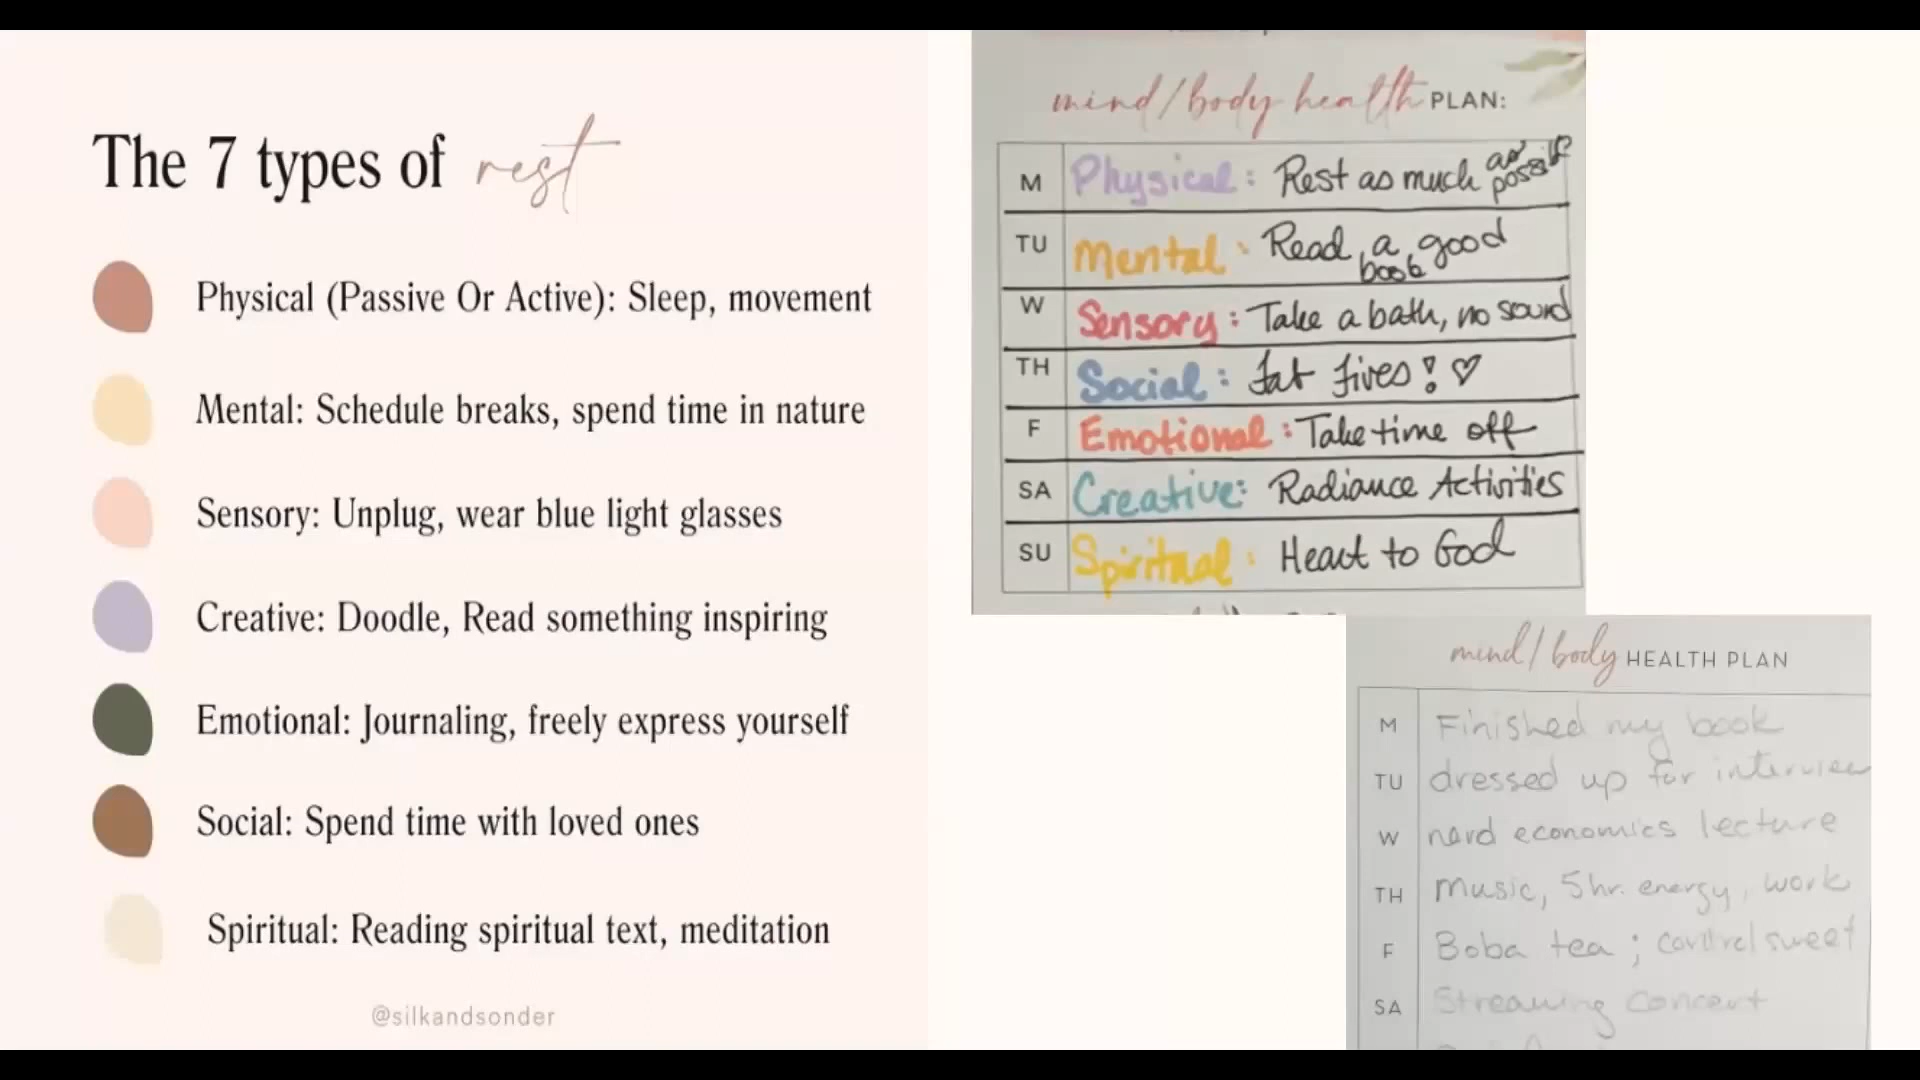 The 7 types of rest
Physical (Passive Or Active): Sleep, movement
Mental: Schedule breaks, spend time in nature
Sensory: Unplug, wear blue light glasses
Creative: Doodle, Read something inspiring
Emotional: Journaling, freely express yourself
Social: Spend time with loved ones
Spiritual: Reading spiritual text, meditation
@silkandsonder
mind/body health PLAN:
M Physical: Rest as much as
TU Mental: Read a good book
W Sensory: Take a bath, no sound
TH Social: fat fives!
F Emotional: Take time off
SA Creative: Radiance Activities
SU Spiritual: Heart to God
mind/body HEALTH PLAN
M Finished my book
TU dressed up for interview
W nerd economics lecture
TH Music, 5hr. energy, work
F Boba tea; control sweet
SA Streaming concert